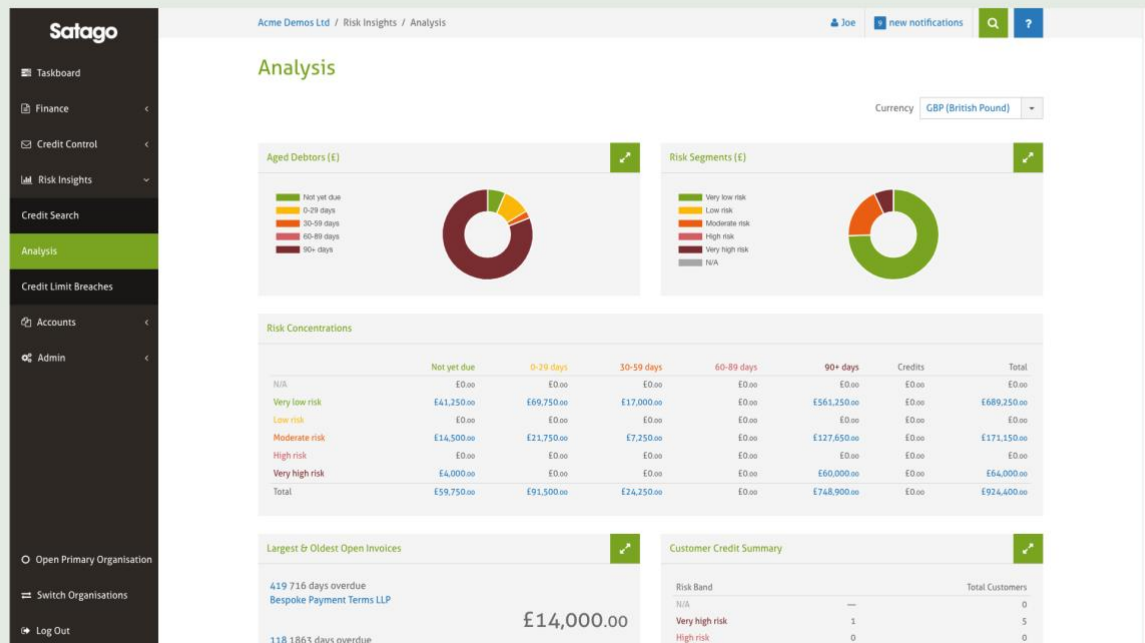 Satago
Acme Demos Ltd / Risk Insights / Analysis
Joe
9 new notifications
?
Taskboard
Finance
Credit Control
Risk Insights
Credit Search
Analysis
Credit Limit Breaches
Accounts
Admin
Open Primary Organisation
Switch Organisations
Log Out
Analysis
Currency GBP (British Pound)
Aged Debtors (£)
Not yet due
0-29 days
30-59 days
60-89 days
90+ days
Risk Segments (£)
Very low risk
Low risk
Moderate risk
High risk
Very high risk
N/A
Risk Concentrations
Not yet due 0-29 days 30-59 days 60-89 days 90+ days Credits Total
N/A £0.00 £0.00 £0.00 £0.00 £0.00 £0.00 £0.00
Very low risk £41,250.00 £69,750.00 £17,000.00 £0.00 £561,250.00 £0.00 £689,250.00
Low risk £0.00 £0.00 £0.00 £0.00 £0.00 £0.00 £0.00
Moderate risk £14,500.00 £21,750.00 £7,250.00 £0.00 £127,650.00 £0.00 £171,150.00
High risk £0.00 £0.00 £0.00 £0.00 £0.00 £0.00 £0.00
Very high risk £4,000.00 £0.00 £0.00 £0.00 £60,000.00 £0.00 £64,000.00
Total £59,750.00 £91,500.00 £24,250.00 £0.00 £748,900.00 £0.00 £924,400.00
Largest & Oldest Open Invoices
419 716 days overdue
Bespoke Payment Terms LLP
£14,000.00
118 1863 days overdue
Customer Credit Summary
Risk Band Total Customers
N/A — 0
Very high risk 1 5
High risk 0 0